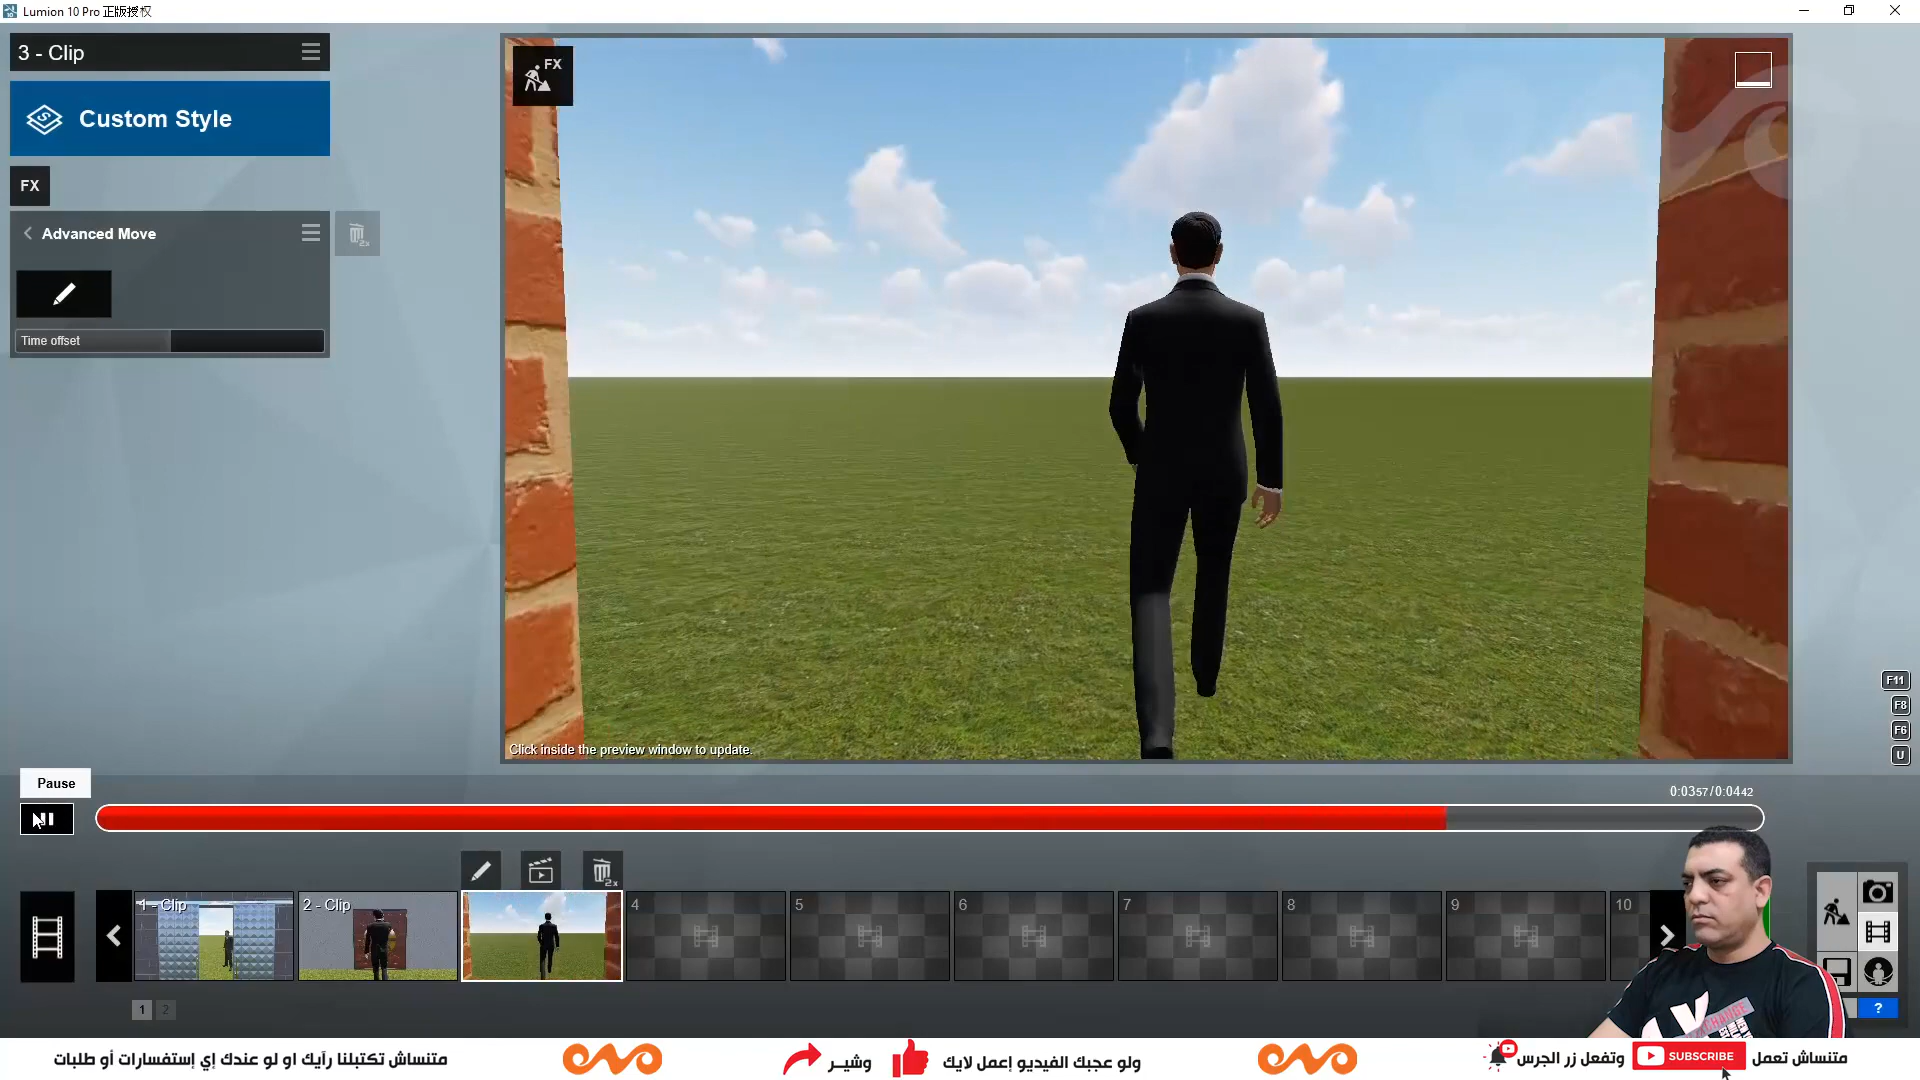 Lumion 10 Pro 正版授权
3 - Clip
Custom Style
FX
Advanced Move
2x
Time offset
FX
Click inside the preview window to update.
F11
F8
F6
U
Pause
0:0357/0:0442
2x
1 - Clip
2 - Clip
4
5
6
7
8
9
10
1
2
?
متنساش تكتبلنا رآيك او لو عندك إي إستفسارات أو طلبات
وشيـر
ولو عجبك الفيديو إعمل لايك
وتفعل زر الجرس
SUBSCRIBE
متنساش تعمل